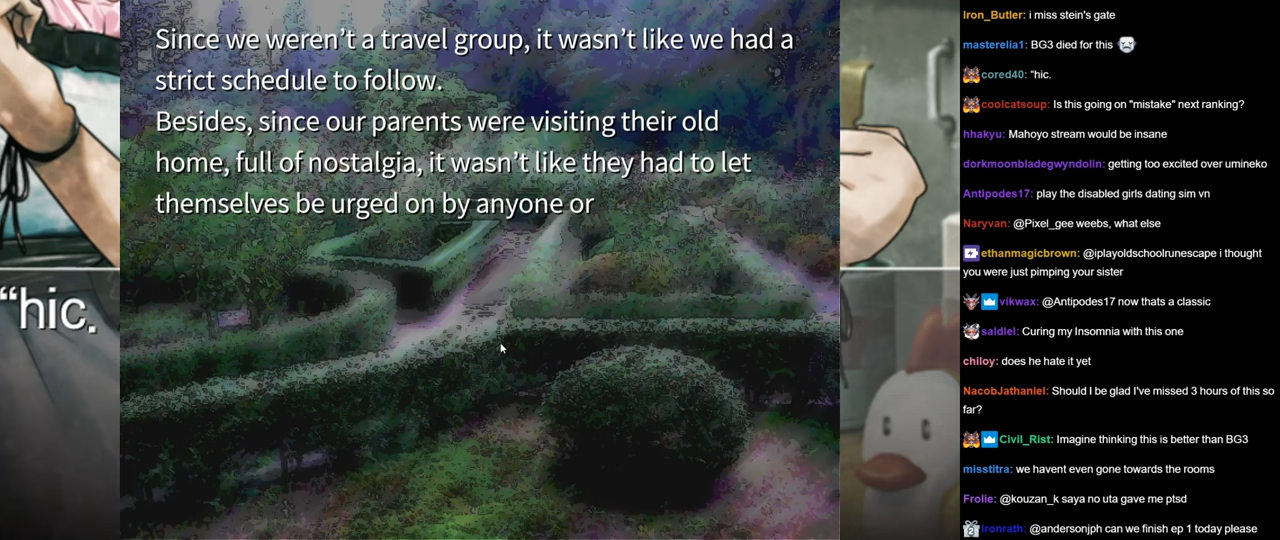 Since we weren't a travel group, it wasn't like we had a
strict schedule to follow.
Besides, since our parents were visiting their old
home, full of nostalgia, it wasn't like they had to let
themselves be urged on by anyone or
"hic.
Iron_Butler: i miss stein's gate
masterelia1: BG3 died for this
cored40: "hic.
coolcatsoup: Is this going on "mistake" next ranking?
hhakyu: Mahoyo stream would be insane
dorkmoonbladegwyndolin: getting too excited over umineko
Antipodes17: play the disabled girls dating sim vn
Naryvan: @Pixel_gee weebs, what else
ethanmagicbrown: @iplayoldschoolrunescape i thought
you were just pimping your sister
vikwax: @Antipodes17 now thats a classic
saldiel: Curing my Insomnia with this one
chiloy: does he hate it yet
NacobJathaniel: Should I be glad I've missed 3 hours of this so
far?
Civil_Rist: Imagine thinking this is better than BG3
misstitra: we havent even gone towards the rooms
Frolie: @kouzan_k saya no uta gave me ptsd
2 Ironrath: @andersonjph can we finish ep 1 today please